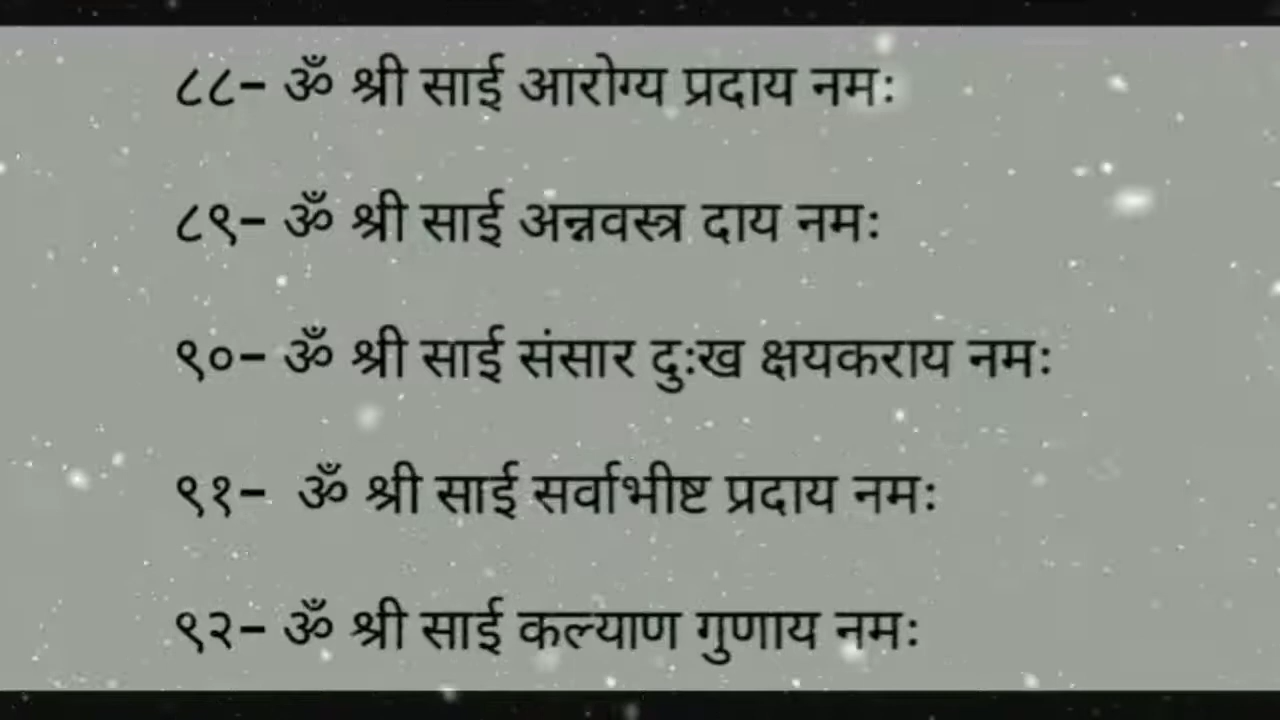 ८८- ॐ श्री साई आरोग्य प्रदाय नमः
८९- ॐ श्री साई अन्नवस्त्र दाय नमः
९०- ॐ श्री साई संसार दुःख क्षयकराय नमः
९१- ॐ श्री साई सर्वाभीष्ट प्रदाय नमः
९२- ॐ श्री साई कल्याण गुणाय नमः